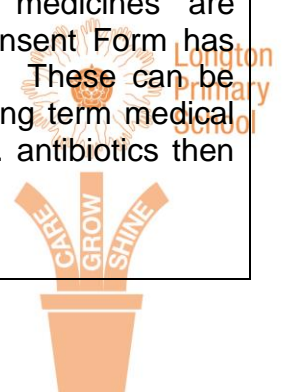 medicines are
nsent Form has
These can be
ng term medical
antibiotics then
Longton
Primary
School
CARE
GROW
SHINE